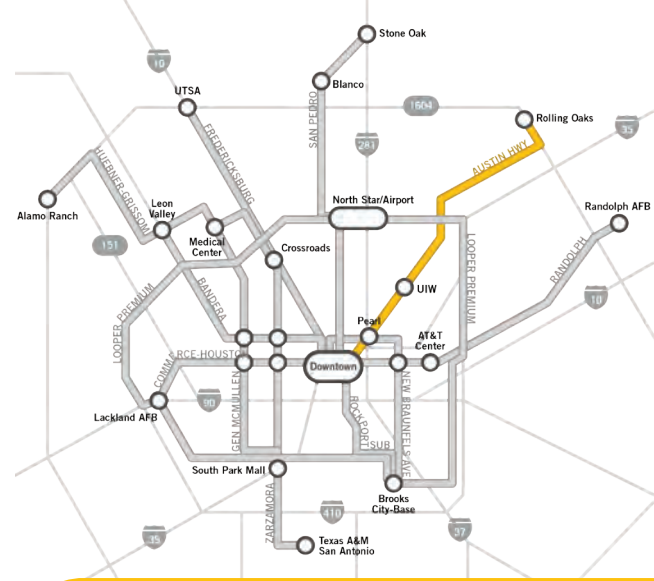 Stone Oak
10
Blanco
UTSA
1604
SAN PEDRO
Rolling Oaks
35
FREDERICKSBURG
281
AUSTIN HWY
HUEBNER-GRISSOM
Leon
Valley
North Star/Airport
Randolph AFB
Alamo Ranch
151
Medical
Center
Crossroads
LOOPER PREMIUM
RANDOLPH
BANDERA
UIW
10
LOOPER PREMIUM
Pearl
AT&T
Center
COMM
RCE-HOUSTON
Downtown
90
GEN MCMULLEN
ROCKPORT
NEW BRAUNFELS AVE
Lackland AFB
SUB
South Park Mall
Brooks
City-Base
ZARZAMORA
410
35
37
Texas A&M
San Antonio